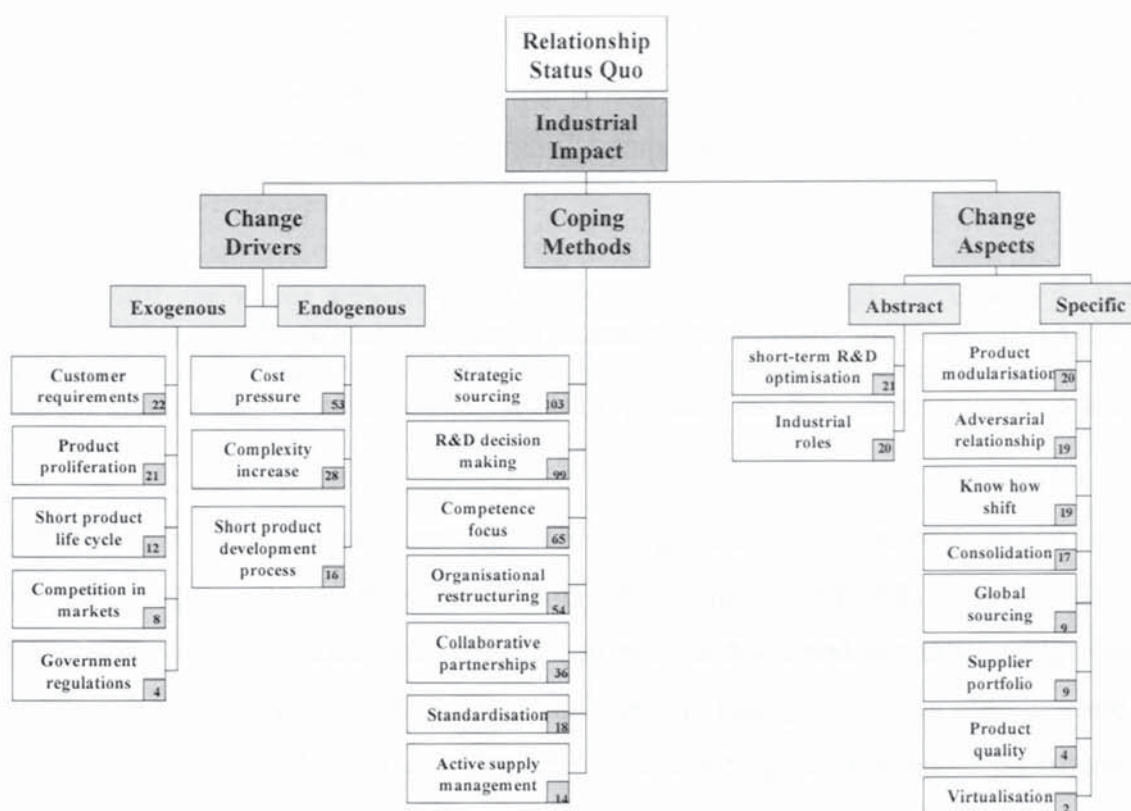 Relationship
Status Quo
Industrial
Impact
Change
Drivers
Coping
Methods
Change
Aspects
Exogenous
Endogenous
Abstract
Specific
Customer
requirements
22
Product
proliferation
21
Short product
life cycle
12
Competition in
markets
8
Government
regulations
4
Cost
pressure
53
Complexity
increase
28
Short product
development
process
16
Strategic
sourcing
103
R&D decision
making
99
Competence
focus
65
Organisational
restructuring
54
Collaborative
partnerships
36
Standardisation
18
Active supply
management
14
short-term R&D
optimisation
21
Industrial
roles
20
Product
modularisation
20
Adversarial
relationship
19
Know how
shift
19
Consolidation
17
Global
sourcing
9
Supplier
portfolio
9
Product
quality
4
Virtualisation
2